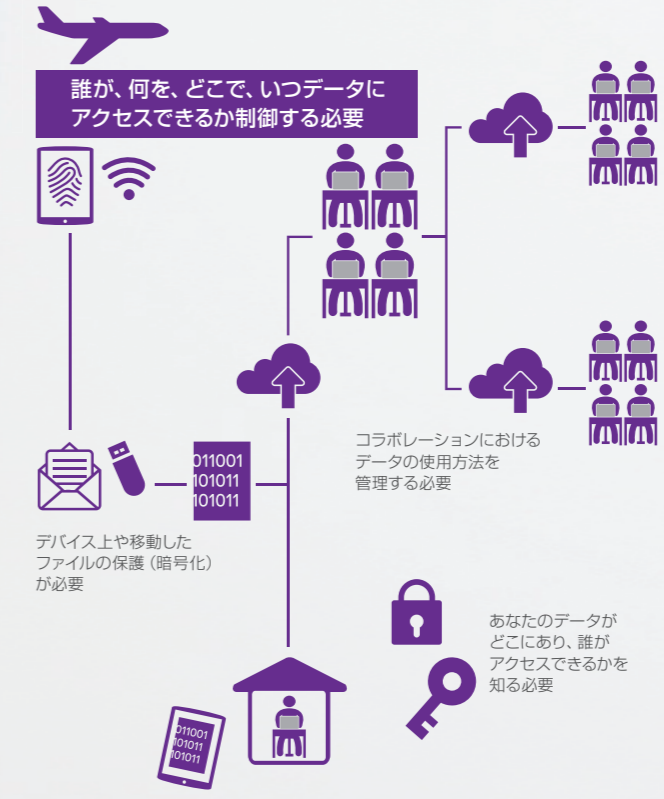 誰が、何を、どこで、いつデータに
アクセスできるか制御する必要
011001
101011
101011
コラボレーションにおける
データの使用方法を
管理する必要
デバイス上や移動した
ファイルの保護（暗号化）
が必要
あなたのデータが
どこにあり、誰が
アクセスできるかを
知る必要
011001
101011
101011